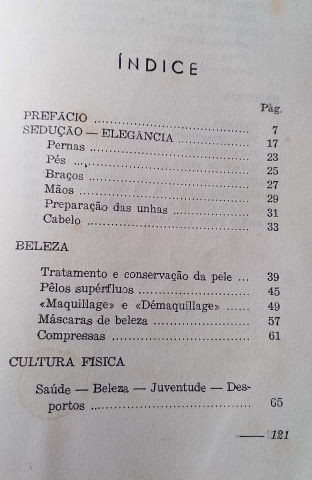 ÍNDICE
Pág.
PREFÁCIO ........................... 7
SEDUÇÃO — ELEGÂNCIA ............... 17
Pernas ........................... 23
Pés .............................. 25
Braços ........................... 27
Mãos ............................. 29
Preparação das unhas ............. 31
Cabelo ........................... 33
BELEZA
Tratamento e conservação da pele ... 39
Pêlos supérfluos ................. 45
«Maquillage» e «Démaquillage» ..... 49
Máscaras de beleza ............... 57
Compressas ....................... 61
CULTURA FÍSICA
Saúde — Beleza — Juventude — Des-
portos ........................... 65
—— 121